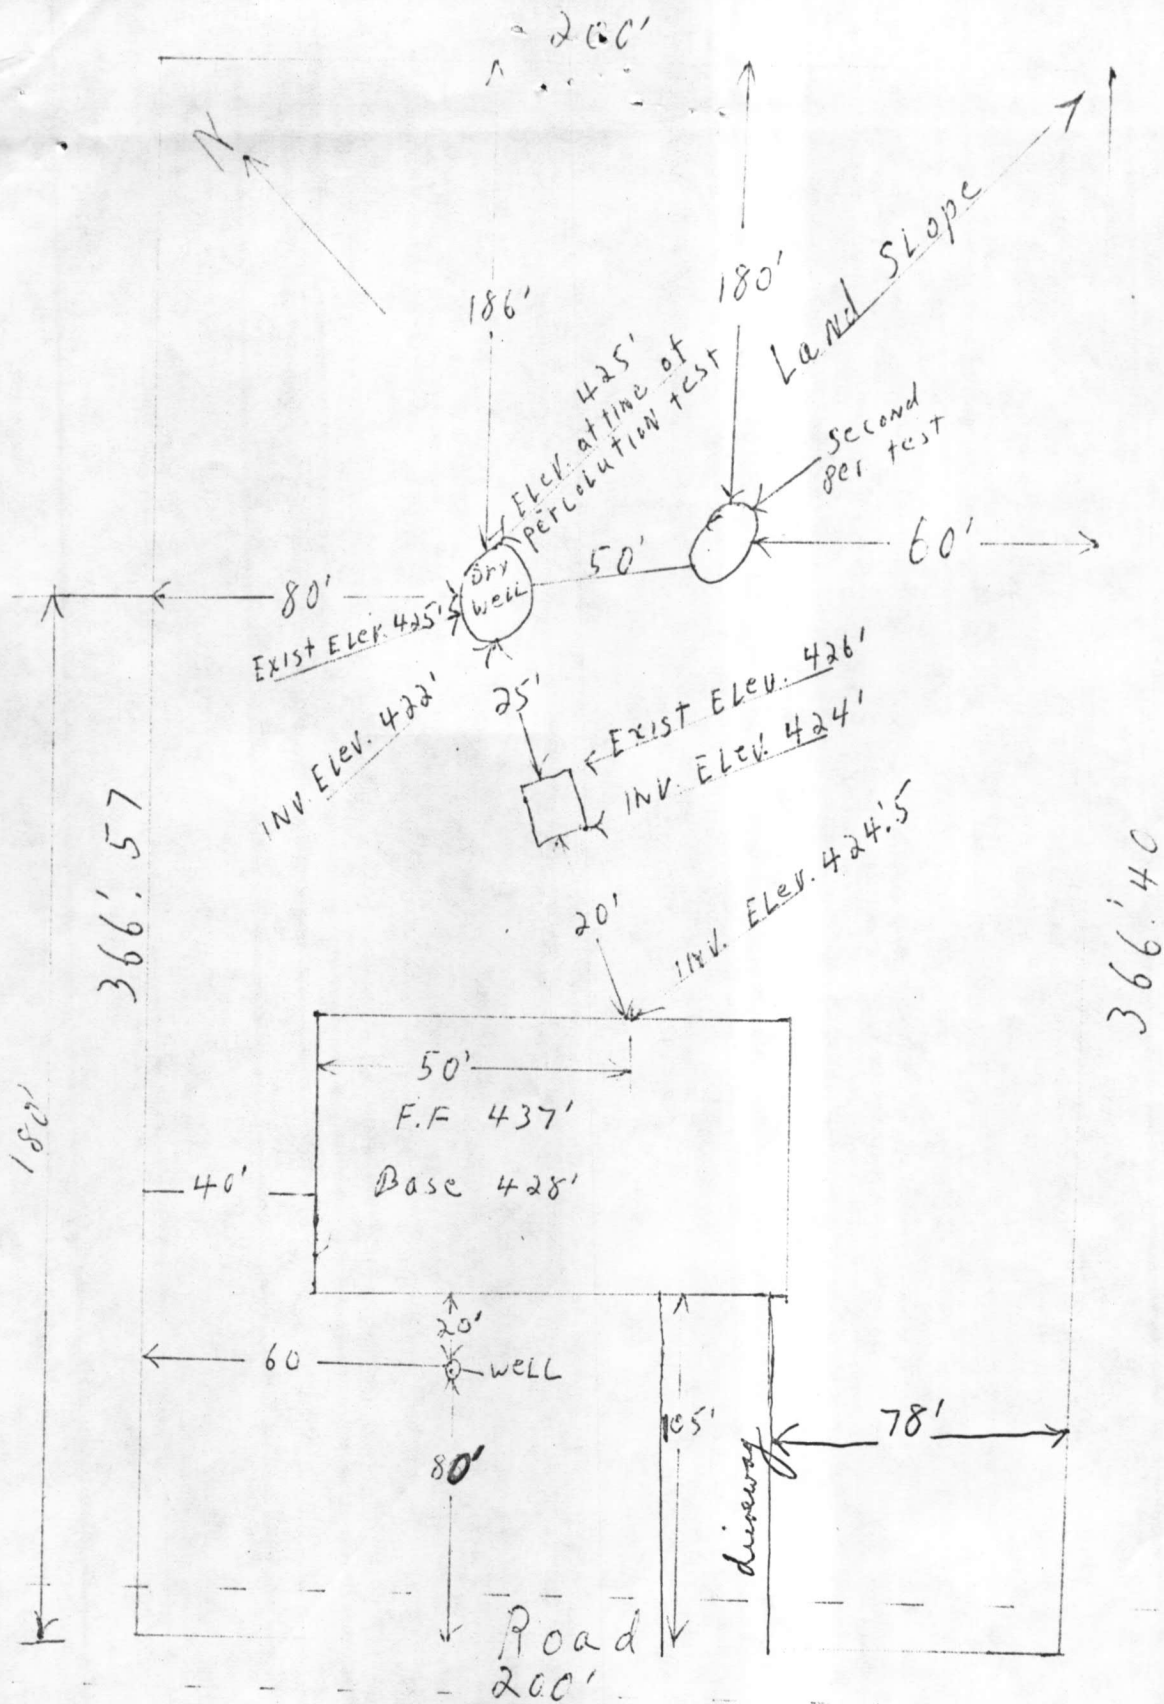 200'
N
186'
180'
Land Slope
425'
Elev. at time of
percolution test
Second
per test
50'
60'
80'
Dry
well
Exist Elev. 425'.5
INV. Elev. 422'
25'
Exist Elev. 426'
INV. Elev. 424'
366'.57
366'.40
20'
INV. Elev. 424'.5
50'
F.F 437'
Base 428'
180'
40'
20'
60
well
80'
105'
78'
driveway
Road
200'